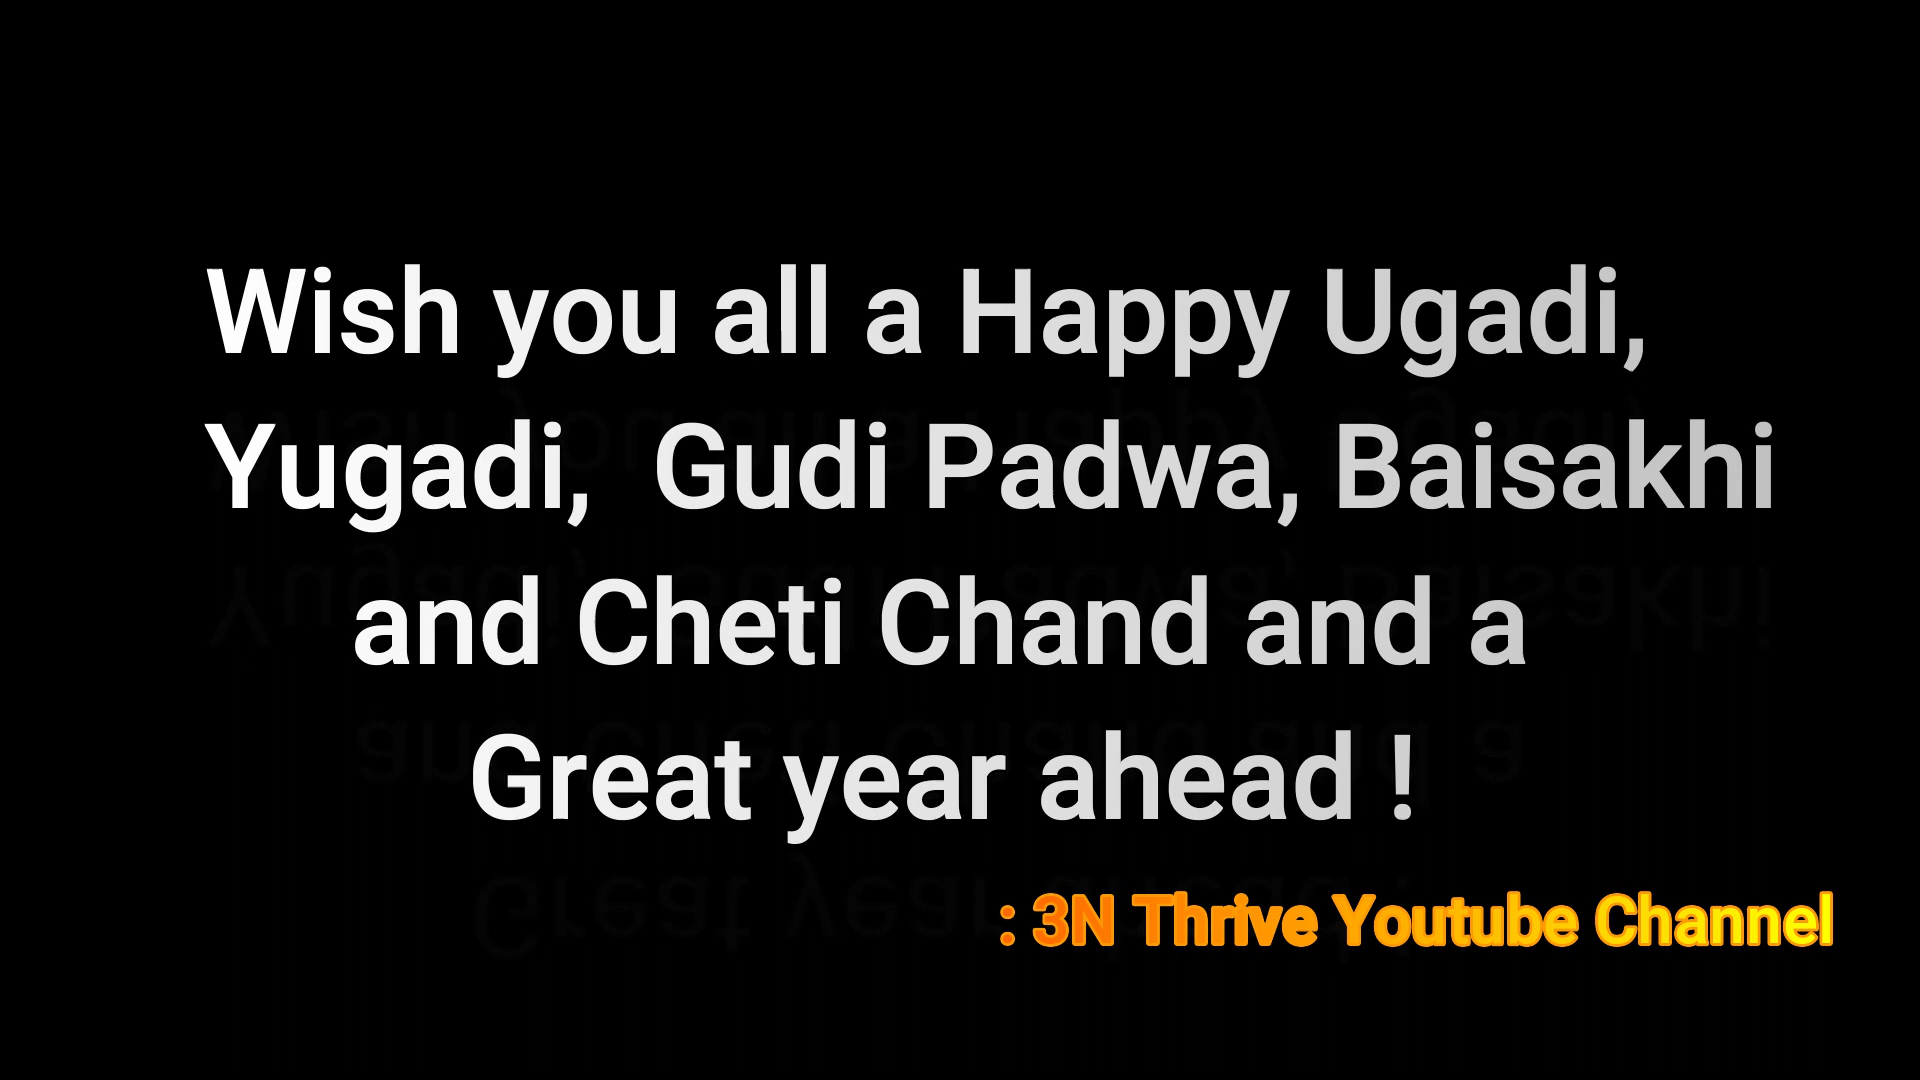 Wish you all a Happy Ugadi,
Yugadi,  Gudi Padwa, Baisakhi
and Cheti Chand and a
Great year ahead !
: 3N Thrive Youtube Channel